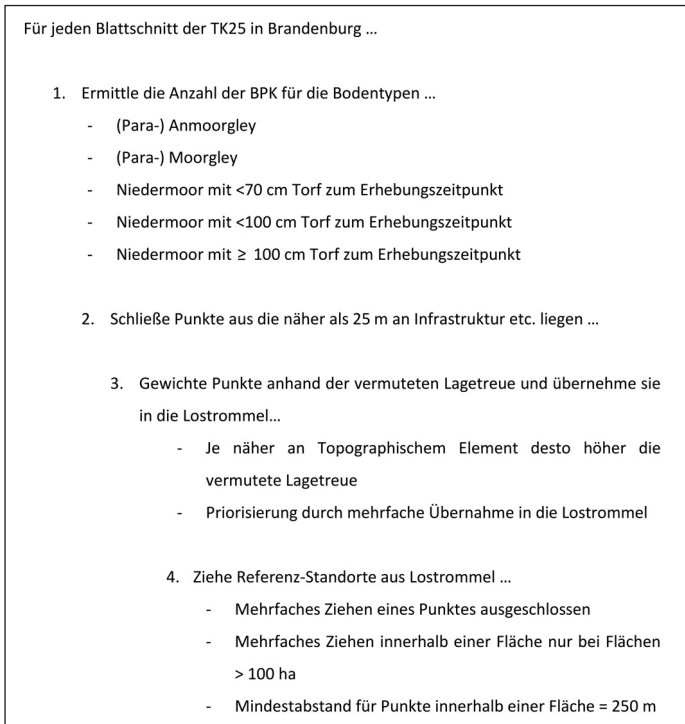 Für jeden Blattschnitt der TK25 in Brandenburg ...
1. Ermittle die Anzahl der BPK für die Bodentypen ...
- (Para-) Anmoorgley
- (Para-) Moorgley
- Niedermoor mit <70 cm Torf zum Erhebungszeitpunkt
- Niedermoor mit <100 cm Torf zum Erhebungszeitpunkt
- Niedermoor mit ≥ 100 cm Torf zum Erhebungszeitpunkt
2. Schließe Punkte aus die näher als 25 m an Infrastruktur etc. liegen ...
3. Gewichte Punkte anhand der vermuteten Lagetreue und übernehme sie
in die Lostrommel...
- Je näher an Topographischem Element desto höher die
vermutete Lagetreue
- Priorisierung durch mehrfache Übernahme in die Lostrommel
4. Ziehe Referenz-Standorte aus Lostrommel ...
- Mehrfaches Ziehen eines Punktes ausgeschlossen
- Mehrfaches Ziehen innerhalb einer Fläche nur bei Flächen
> 100 ha
- Mindestabstand für Punkte innerhalb einer Fläche = 250 m